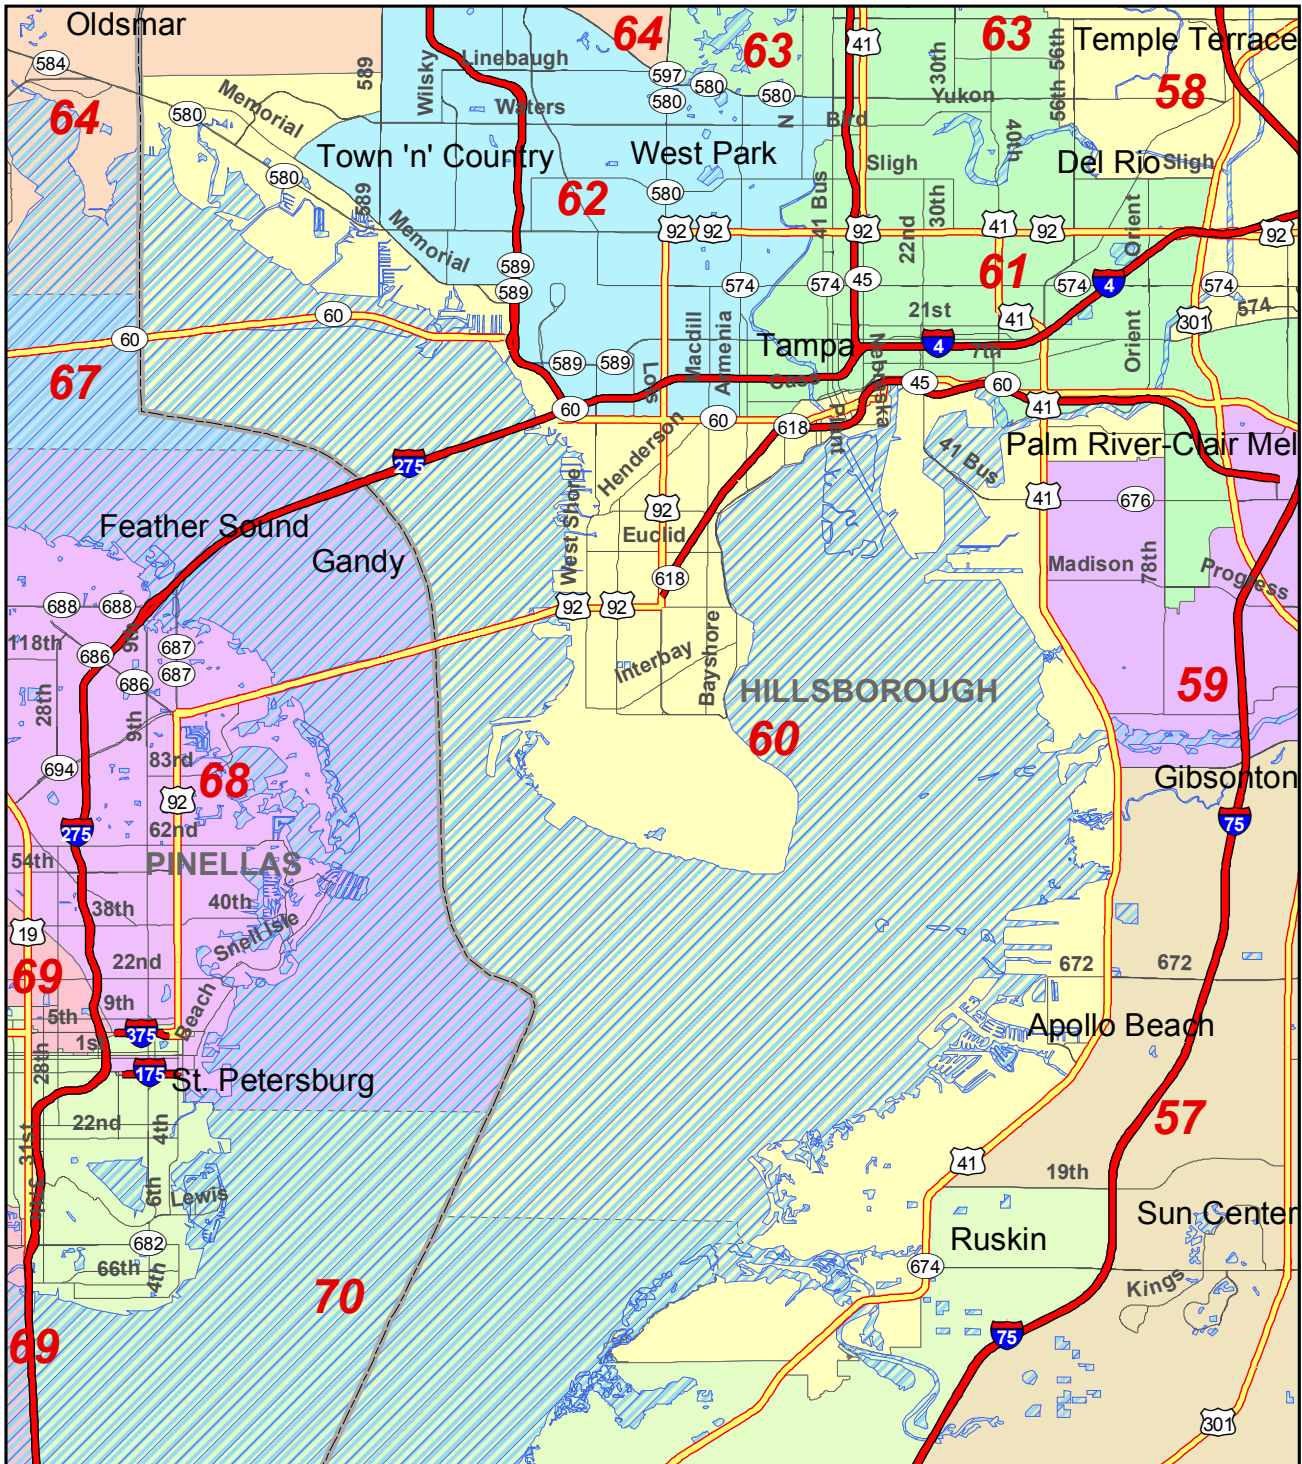 Oldsmar
64
63
63
Temple Terrace
584
589
Wilsky
Linebaugh
597
41
30th
56th
580
Memorial
580
Waters
580
580
N
Bird
Yukon
56th
58
64
Town 'n' Country
West Park
Sligh
40th
Del Rio
Sligh
580
589
62
580
41 Bus
22nd
30th
Orient
Memorial
92
92
92
41
92
92
589
589
574
574
45
61
574
4
574
574
60
60
21st
41
301
Macdill
Armenia
Tampa
Nebraska
4
7th
Orient
67
589
589
Lois
Cass
45
60
60
60
618
Plant
41
Henderson
275
41 Bus
Palm River-Clair Mel
West Shore
92
41
676
Feather Sound
Gandy
Euclid
Madison
78th
Progress
618
688
688
92
92
118th
9th
687
686
687
686
Interbay
Bayshore
28th
9th
HILLSBOROUGH
59
60
83rd
694
68
92
Gibsonton
275
62nd
75
54th
PINELLAS
38th
40th
19
Snell Isle
69
22nd
672
672
9th
5th
Beach
375
1st
Apollo Beach
28th
175
St. Petersburg
22nd
4th
57
31st
41
19th
34th
6th
Lewis
Sun Center
682
Ruskin
66th
4th
674
Kings
70
69
75
301